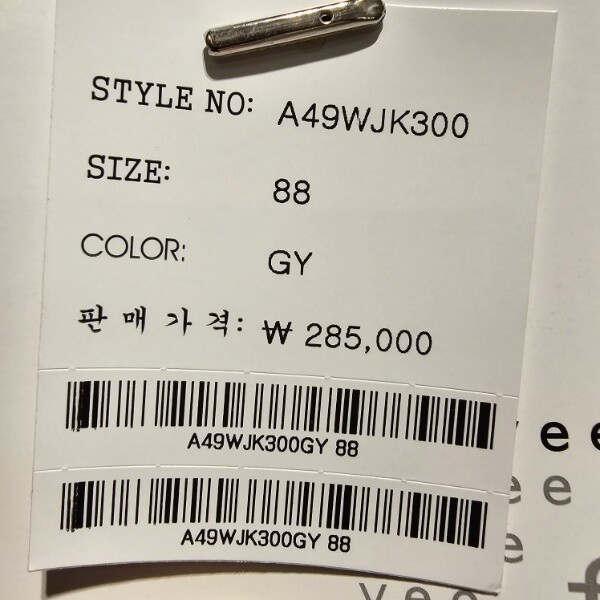 STYLE NO: A49WJK300
SIZE: 88
COLOR: GY
판매가격: ₩ 285,000
A49WJK300GY 88
A49WJK300GY 88